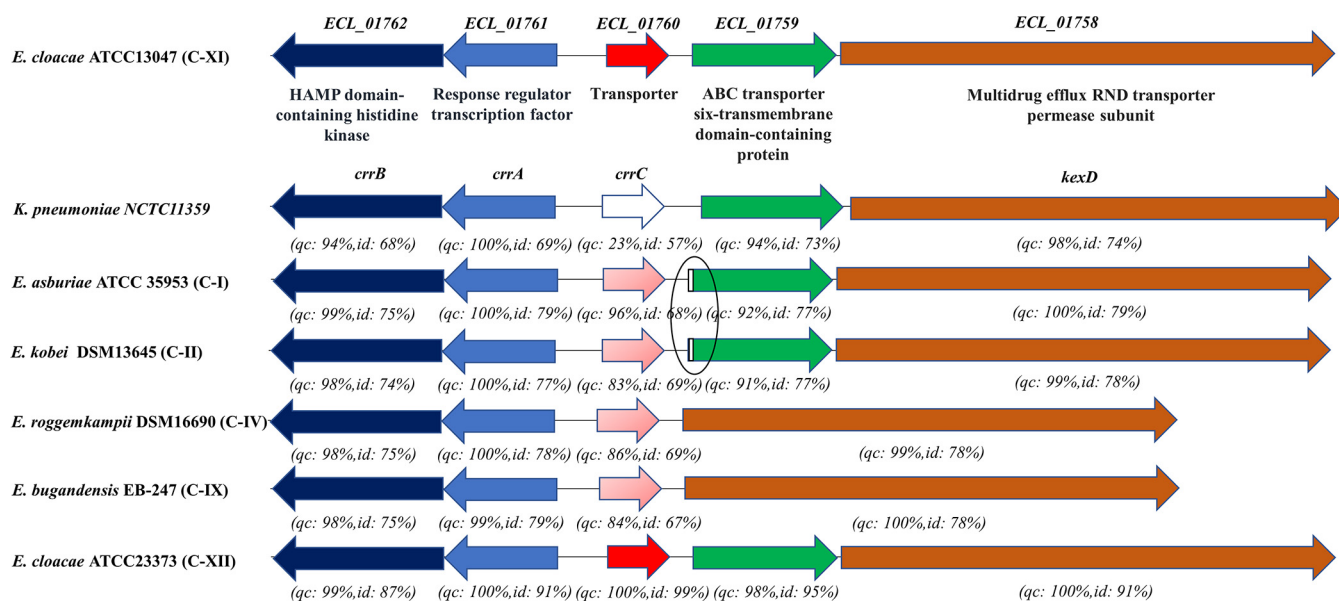 ECL_01762 ECL_01761 ECL_01760 ECL_01759 ECL_01758
E. cloacae ATCC13047 (C-XI)
HAMP domain-containing histidine kinase
Response regulator transcription factor
Transporter
ABC transporter six-transmembrane domain-containing protein
Multidrug efflux RND transporter permease subunit
crrB crrA crrC kexD
K. pneumoniae NCTC11359
(qc: 94%,id: 68%) (qc: 100%,id: 69%) (qc: 23%,id: 57%) (qc: 94%,id: 73%) (qc: 98%,id: 74%)
E. asburiae ATCC 35953 (C-I)
(qc: 99%,id: 75%) (qc: 100%,id: 79%) (qc: 96%,id: 68%) (qc: 92%,id: 77%) (qc: 100%,id: 79%)
E. kobei DSM13645 (C-II)
(qc: 98%,id: 74%) (qc: 100%,id: 77%) (qc: 83%,id: 69%) (qc: 91%,id: 77%) (qc: 99%,id: 78%)
E. roggemkampii DSM16690 (C-IV)
(qc: 98%,id: 75%) (qc: 100%,id: 78%) (qc: 86%,id: 69%) (qc: 99%,id: 78%)
E. bugandensis EB-247 (C-IX)
(qc: 98%,id: 75%) (qc: 99%,id: 79%) (qc: 84%,id: 67%) (qc: 100%,id: 78%)
E. cloacae ATCC23373 (C-XII)
(qc: 99%,id: 87%) (qc: 100%,id: 91%) (qc: 100%,id: 99%) (qc: 98%,id: 95%) (qc: 100%,id: 91%)